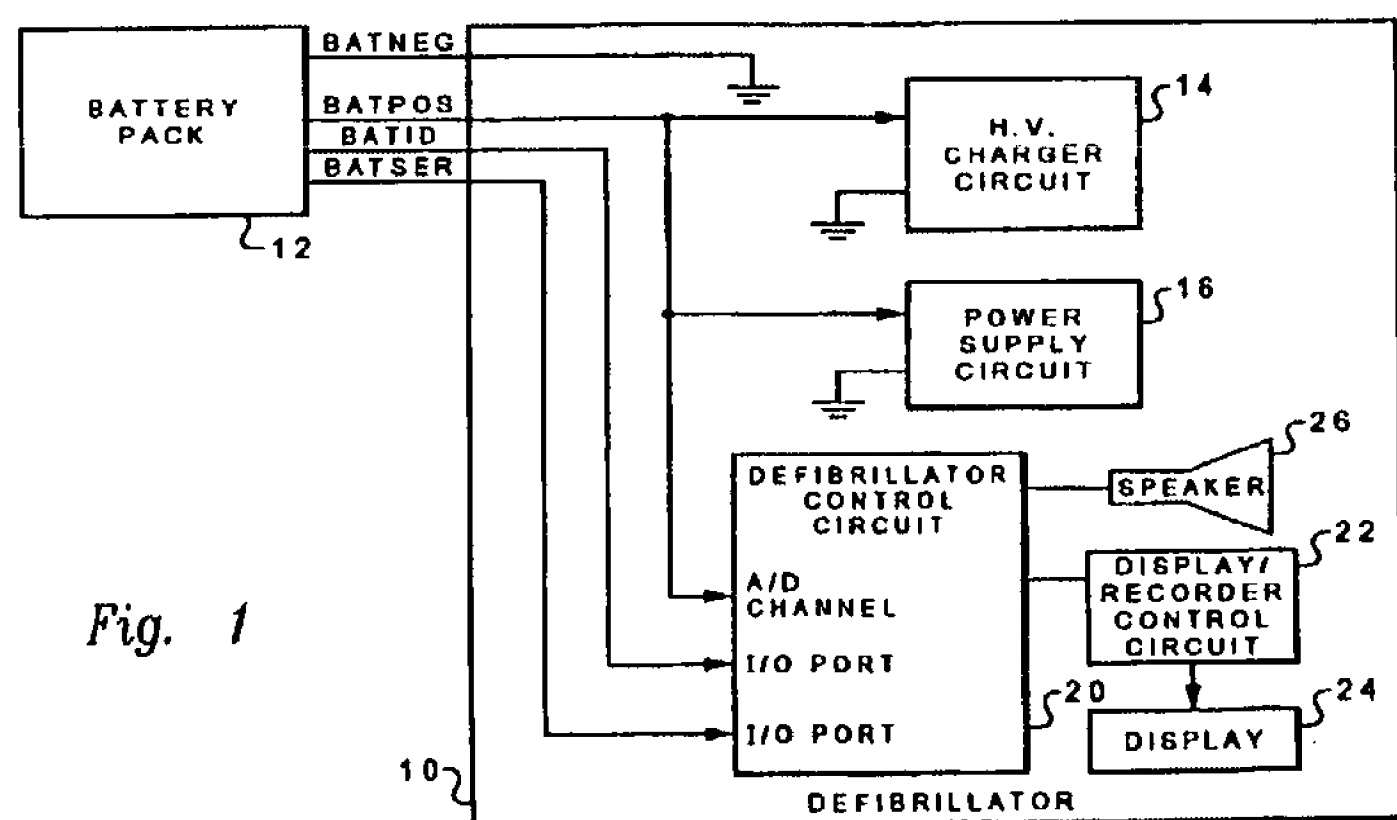 BATNEG
BATTERY
PACK
BATPOS
BATID
BATSER
12
H.V.
CHARGER
CIRCUIT
14
POWER
SUPPLY
CIRCUIT
16
DEFIBRILLATOR
CONTROL
CIRCUIT
A/D
CHANNEL
I/O PORT
I/O PORT
20
SPEAKER
26
DISPLAY/
RECORDER
CONTROL
CIRCUIT
22
DISPLAY
24
Fig. 1
10
DEFIBRILLATOR